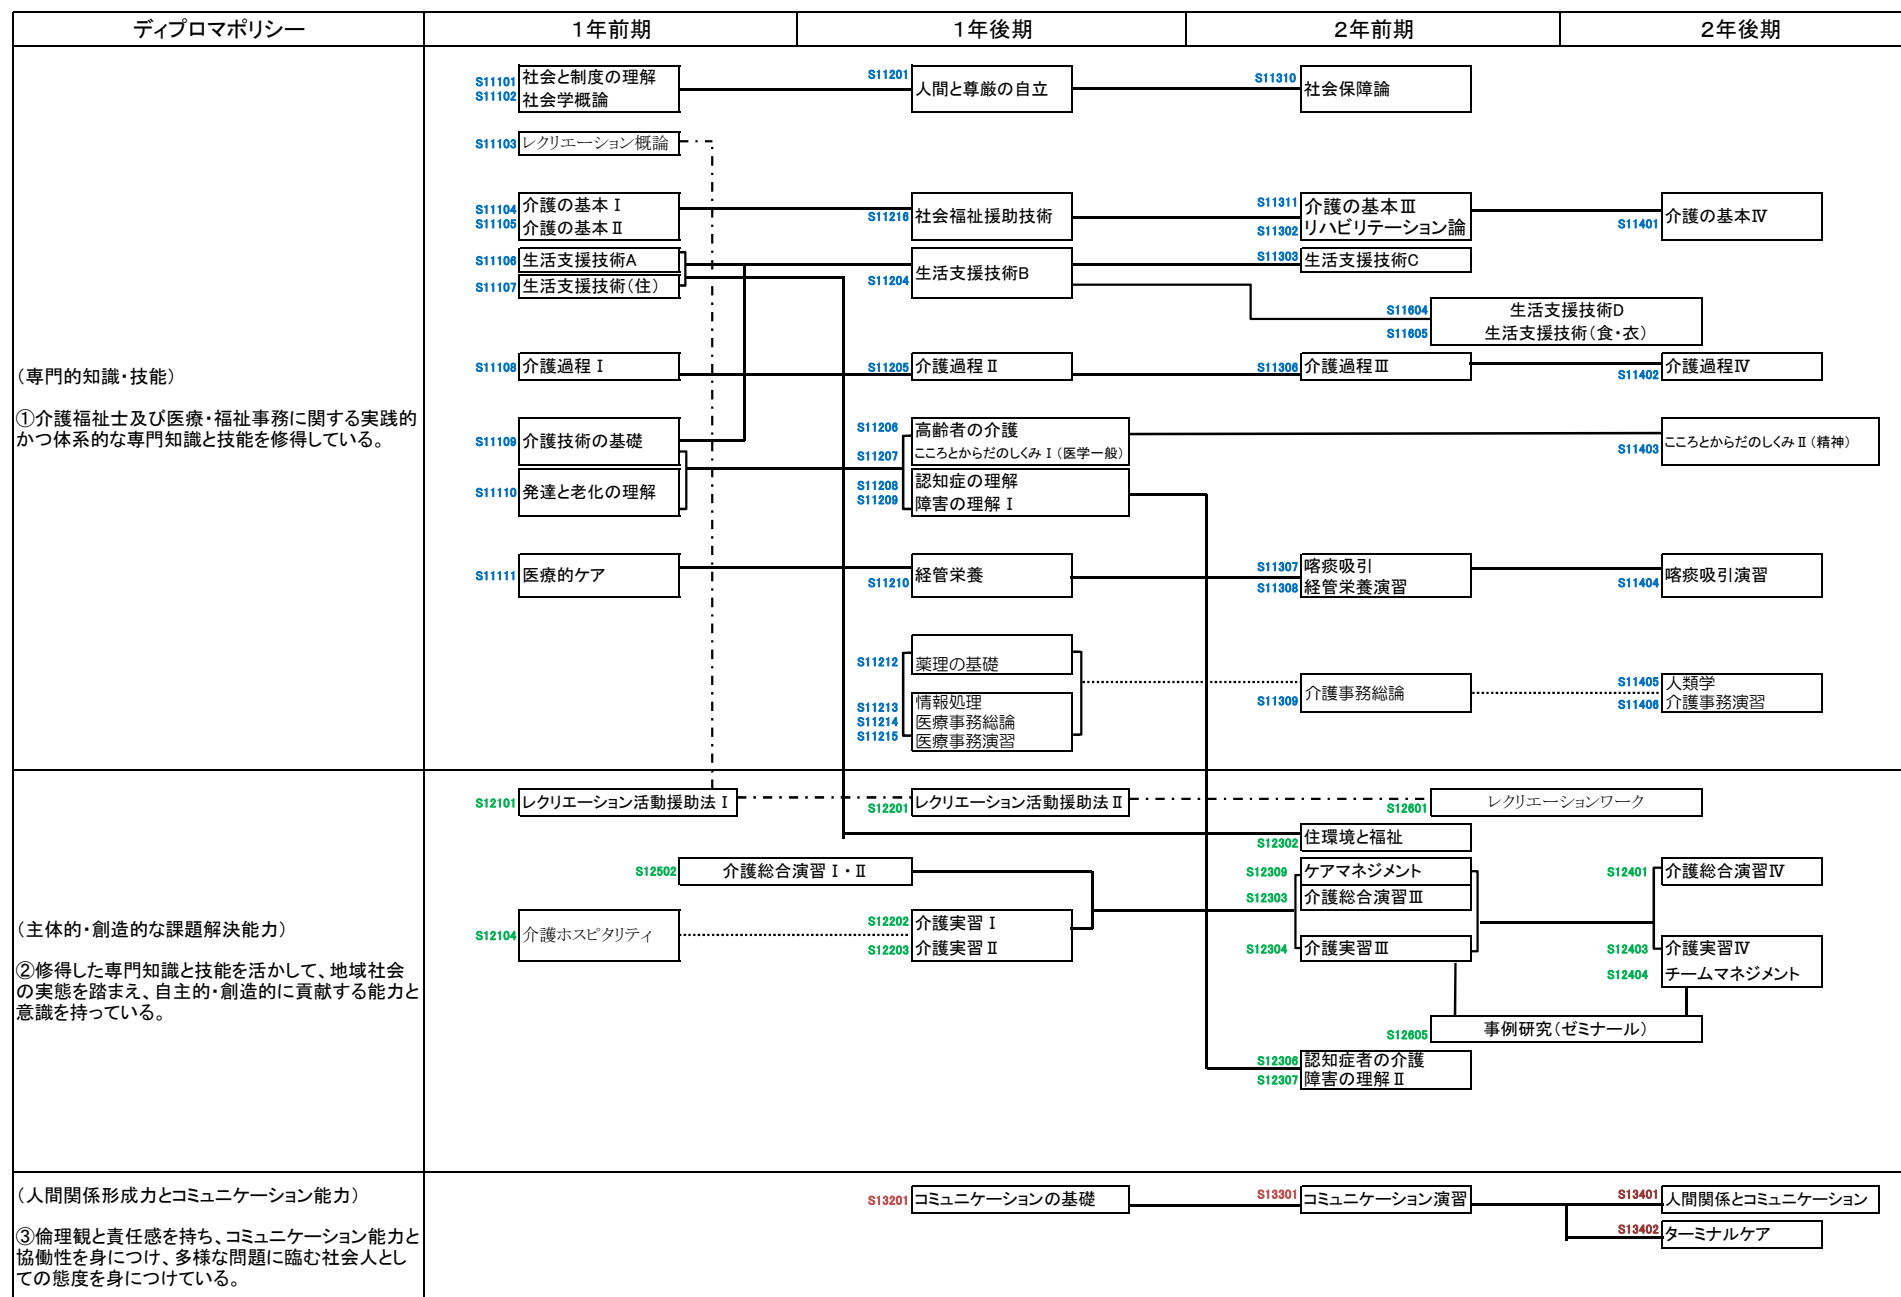 ディプロマポリシー
1年前期
1年後期
2年前期
2年後期
(専門的知識・技能)
①介護福祉士及び医療・福祉事務に関する実践的
かつ体系的な専門知識と技能を修得している。
S11101
S11102
社会と制度の理解
社会学概論
S11201
人間と尊厳の自立
S11310
社会保障論
S11103
レクリエーション概論
S11104
S11105
介護の基本Ⅰ
介護の基本Ⅱ
S11216
社会福祉援助技術
S11311
S11302
介護の基本Ⅲ
リハビリテーション論
S11401
介護の基本Ⅳ
S11106
生活支援技術A
S11107
生活支援技術(住)
S11204
生活支援技術B
S11303
生活支援技術C
S11604
S11605
生活支援技術D
生活支援技術(食・衣)
S11108
介護過程Ⅰ
S11205
介護過程Ⅱ
S11306
介護過程Ⅲ
S11402
介護過程Ⅳ
S11109
介護技術の基礎
S11206
S11207
高齢者の介護
こころとからだのしくみⅠ(医学一般)
S11403
こころとからだのしくみⅡ(精神)
S11110
発達と老化の理解
S11208
S11209
認知症の理解
障害の理解Ⅰ
S11111
医療的ケア
S11210
経管栄養
S11307
S11308
喀痰吸引
経管栄養演習
S11404
喀痰吸引演習
S11212
薬理の基礎
S11213
S11214
S11215
情報処理
医療事務総論
医療事務演習
S11309
介護事務総論
S11405
S11406
人類学
介護事務演習
(主体的・創造的な課題解決能力)
②修得した専門知識と技能を活かして、地域社会
の実態を踏まえ、自主的・創造的に貢献する能力と
意識を持っている。
S12101
レクリエーション活動援助法Ⅰ
S12201
レクリエーション活動援助法Ⅱ
S12601
レクリエーションワーク
S12302
住環境と福祉
S12502
介護総合演習Ⅰ・Ⅱ
S12309
ケアマネジメント
S12303
介護総合演習Ⅲ
S12401
介護総合演習Ⅳ
S12104
介護ホスピタリティ
S12202
S12203
介護実習Ⅰ
介護実習Ⅱ
S12304
介護実習Ⅲ
S12403
S12404
介護実習Ⅳ
チームマネジメント
S12605
事例研究(ゼミナール)
S12306
S12307
認知症者の介護
障害の理解Ⅱ
(人間関係形成力とコミュニケーション能力)
③倫理観と責任感を持ち、コミュニケーション能力と
協働性を身につけ、多様な問題に臨む社会人とし
ての態度を身につけている。
S13201
コミュニケーションの基礎
S13301
コミュニケーション演習
S13401
人間関係とコミュニケーション
S13402
ターミナルケア